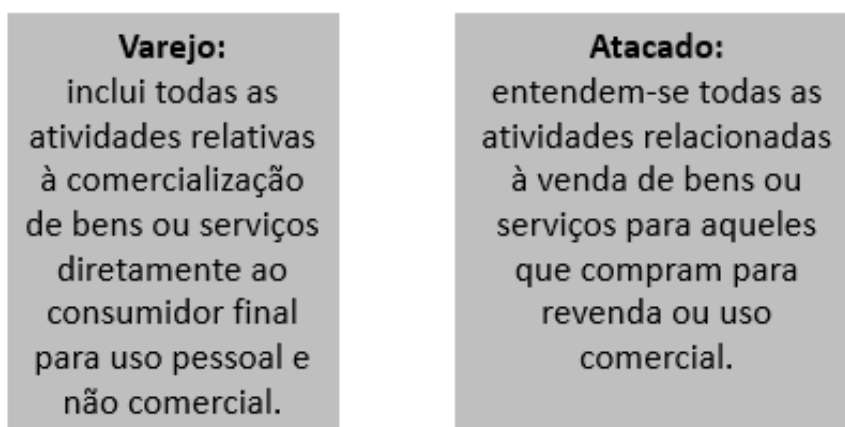 Varejo:
inclui todas as
atividades relativas
à comercialização
de bens ou serviços
diretamente ao
consumidor final
para uso pessoal e
não comercial.
Atacado:
entendem-se todas as
atividades relacionadas
à venda de bens ou
serviços para aqueles
que compram para
revenda ou uso
comercial.